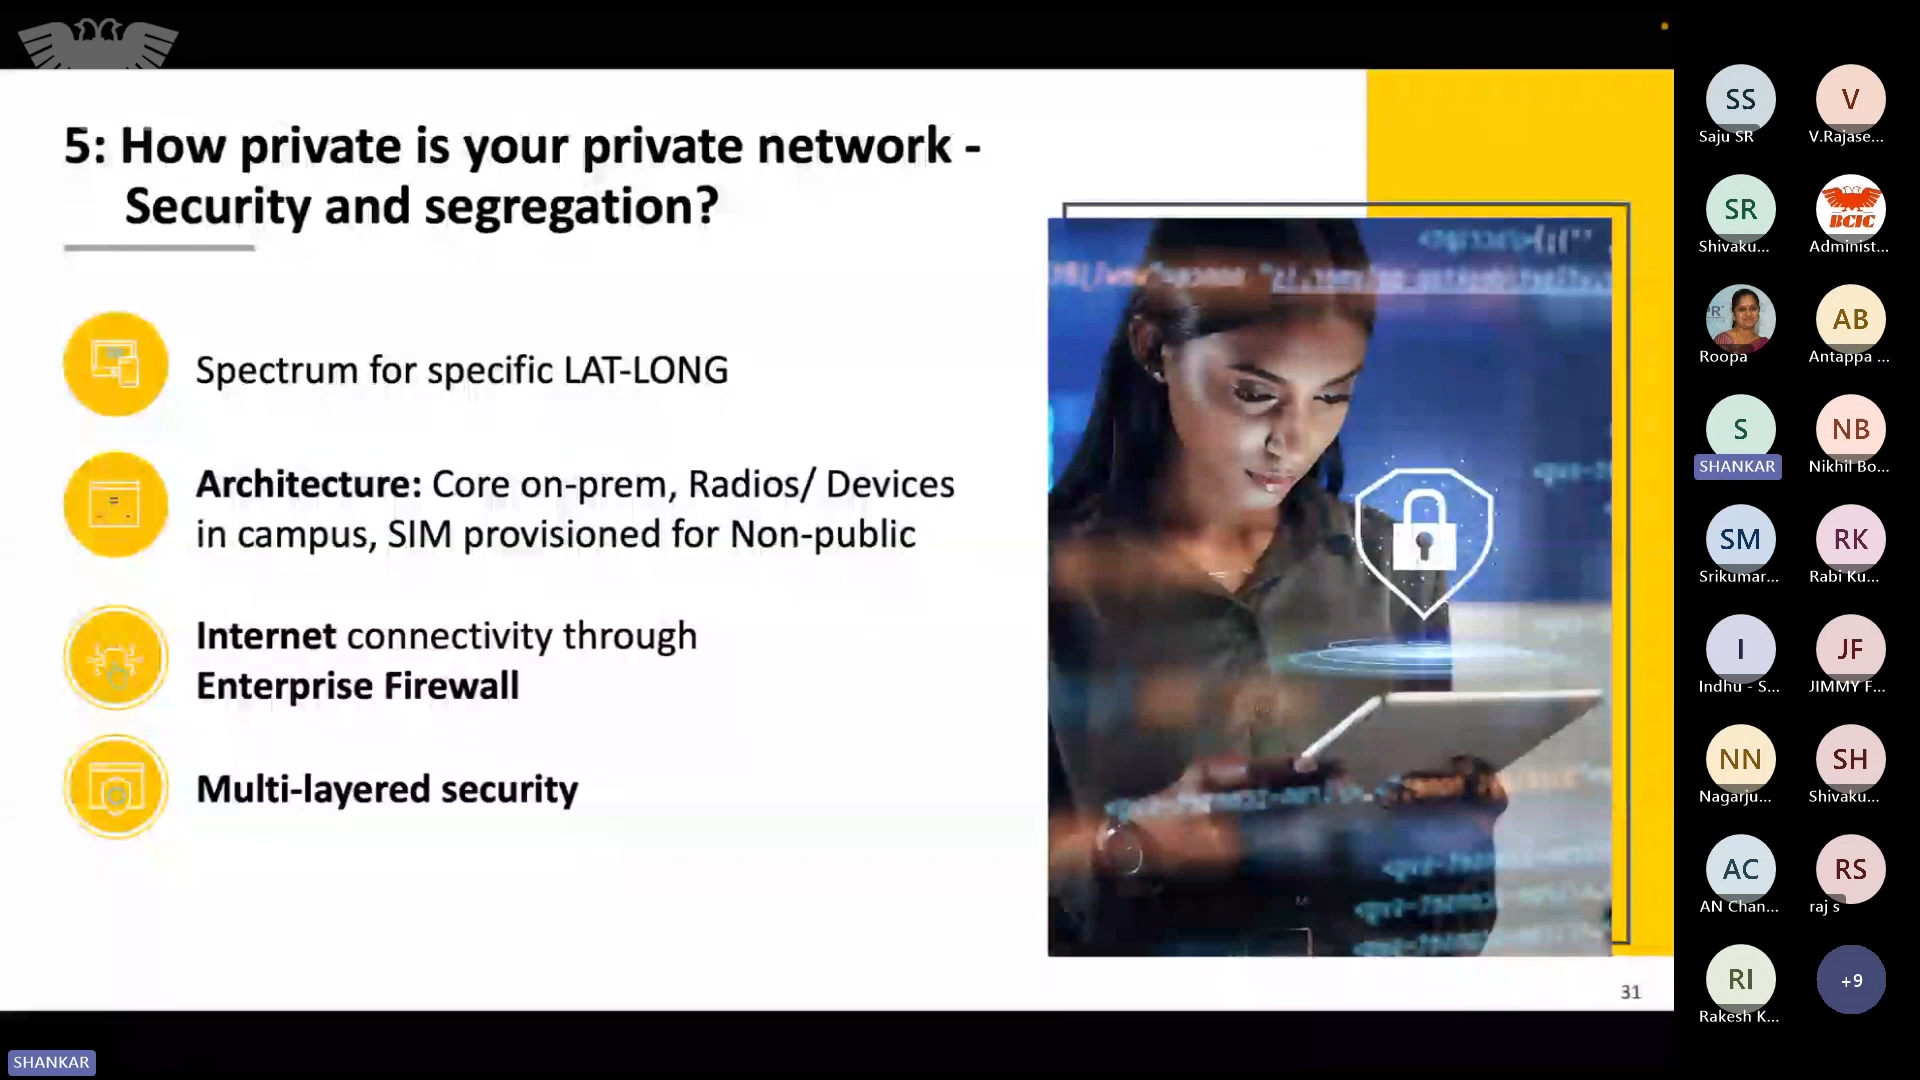 5: How private is your private network -
Security and segregation?
Spectrum for specific LAT-LONG
Architecture: Core on-prem, Radios/ Devices
in campus, SIM provisioned for Non-public
Internet connectivity through
Enterprise Firewall
Multi-layered security
31
SHANKAR
SS
Saju SR
V
V.Rajase...
SR
Shivaku...
BCIC
Administ...
Roopa
AB
Antappa ...
S
SHANKAR
NB
Nikhil Bo...
SM
Srikumar...
RK
Rabi Ku...
I
Indhu - S...
JF
JIMMY F...
NN
Nagarju...
SH
Shivaku...
AC
AN Chan...
RS
raj s
RI
Rakesh K...
+9